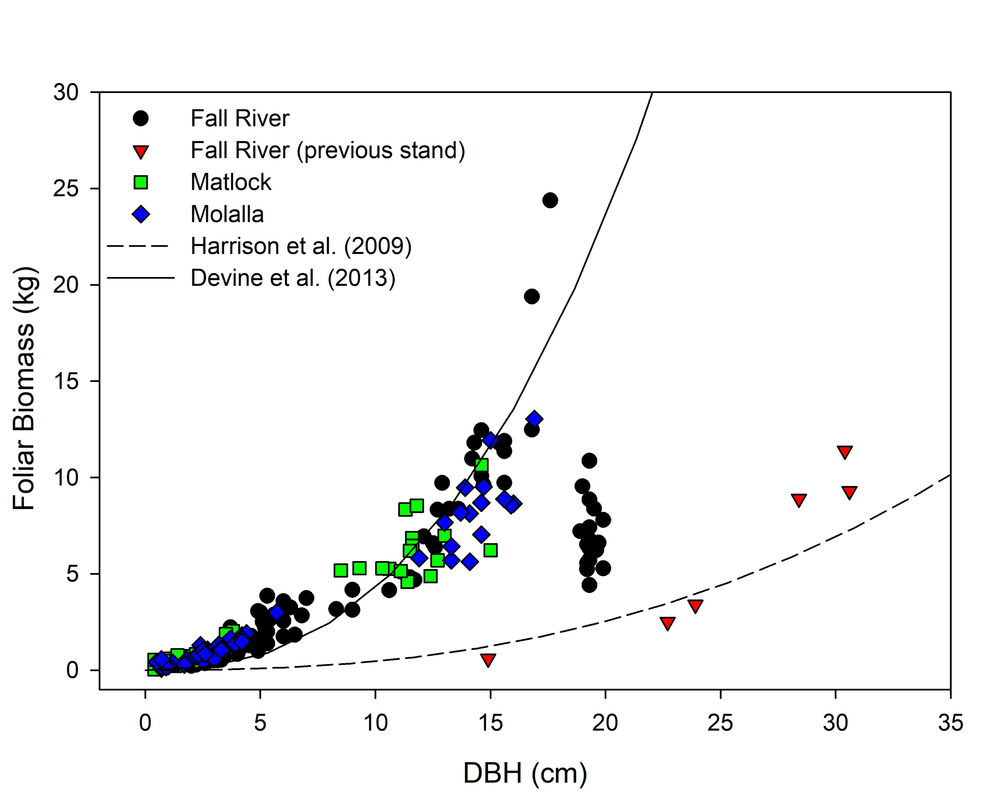 Fall River
Fall River (previous stand)
Matlock
Molalla
Harrison et al. (2009)
Devine et al. (2013)
Foliar Biomass (kg)
30
25
20
15
10
5
0
0 5 10 15 20 25 30 35
DBH (cm)